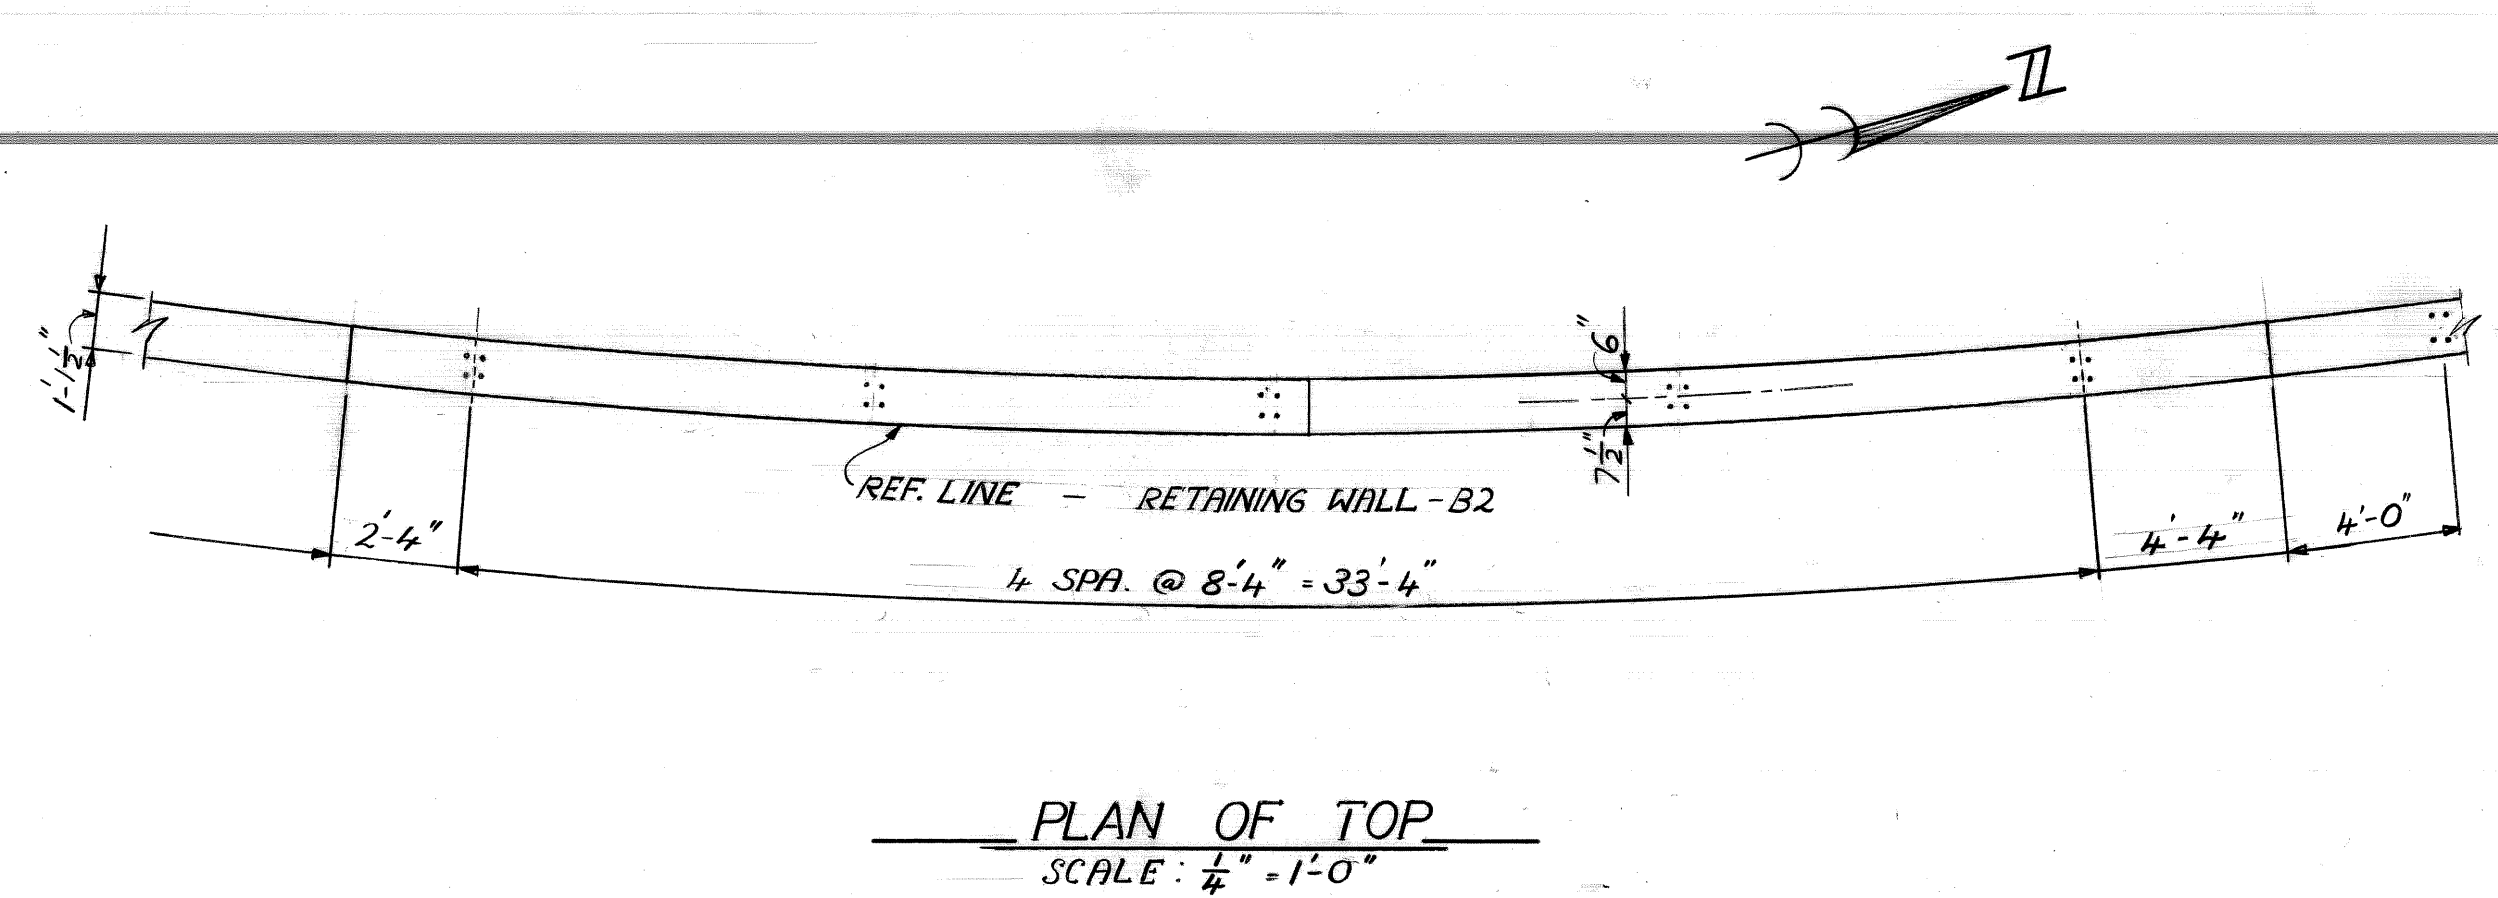 N
1'-1½"
6"
7½"
REF. LINE - RETAINING WALL-B2
2'-4"
4 SPA. @ 8'-4" = 33'-4"
4'-4"
4'-0"
PLAN OF TOP
SCALE: ¼" = 1'-0"